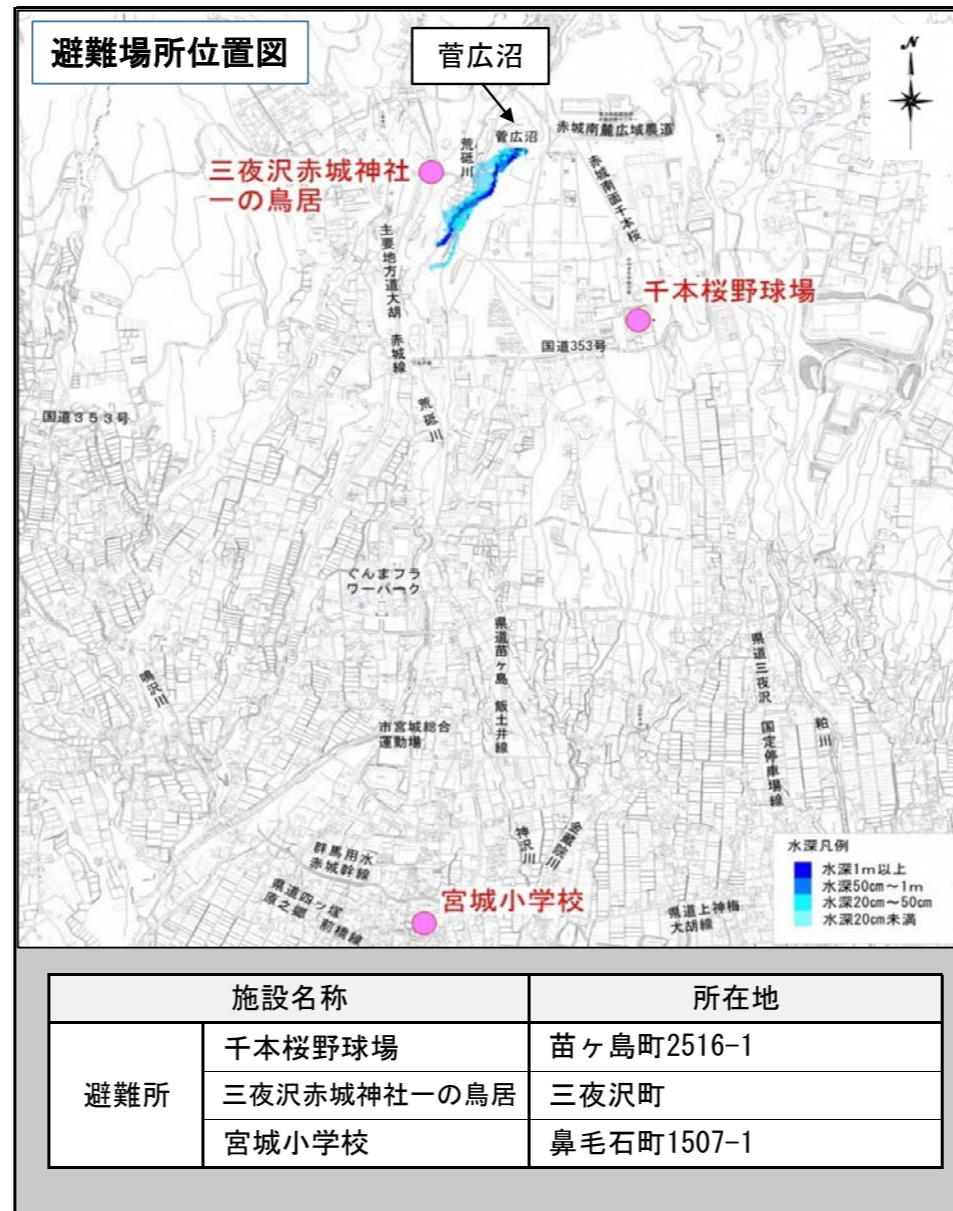 避難場所位置図
菅広沼
N
菅広沼
赤城南麓広域農道
荒砥川
三夜沢赤城神社
一の鳥居
赤城南面千本桜
主要地方道大胡
赤城線
千本桜野球場
国道353号
国道353号
荒砥川
ぐんまフラ
ワーパーク
県道苗ヶ島
飯土井線
県道三夜沢
国定停車場線
粕川
鳴沢川
市宮城総合
運動場
神沢川
金蔵院川
群馬用水
赤城幹線
県道四ツ塚
原之郷
前橋線
宮城小学校
県道上神梅
大胡線
水深凡例
水深1m以上
水深50cm～1m
水深20cm～50cm
水深20cm未満
施設名称 所在地
避難所
千本桜野球場 苗ヶ島町2516-1
三夜沢赤城神社一の鳥居 三夜沢町
宮城小学校 鼻毛石町1507-1